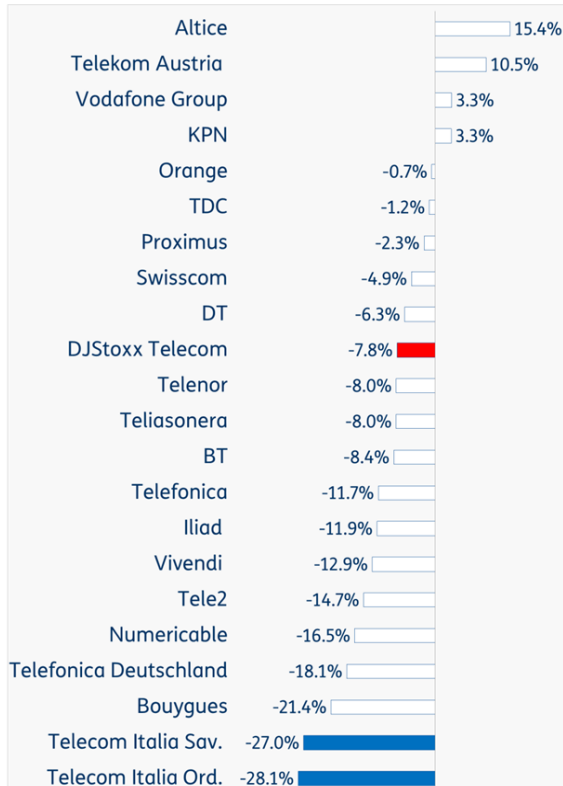 Altice 15.4%
Telekom Austria 10.5%
Vodafone Group 3.3%
KPN 3.3%
Orange -0.7%
TDC -1.2%
Proximus -2.3%
Swisscom -4.9%
DT -6.3%
DJStoxx Telecom -7.8%
Telenor -8.0%
Teliasonera -8.0%
BT -8.4%
Telefonica -11.7%
Iliad -11.9%
Vivendi -12.9%
Tele2 -14.7%
Numericable -16.5%
Telefonica Deutschland -18.1%
Bouygues -21.4%
Telecom Italia Sav. -27.0%
Telecom Italia Ord. -28.1%